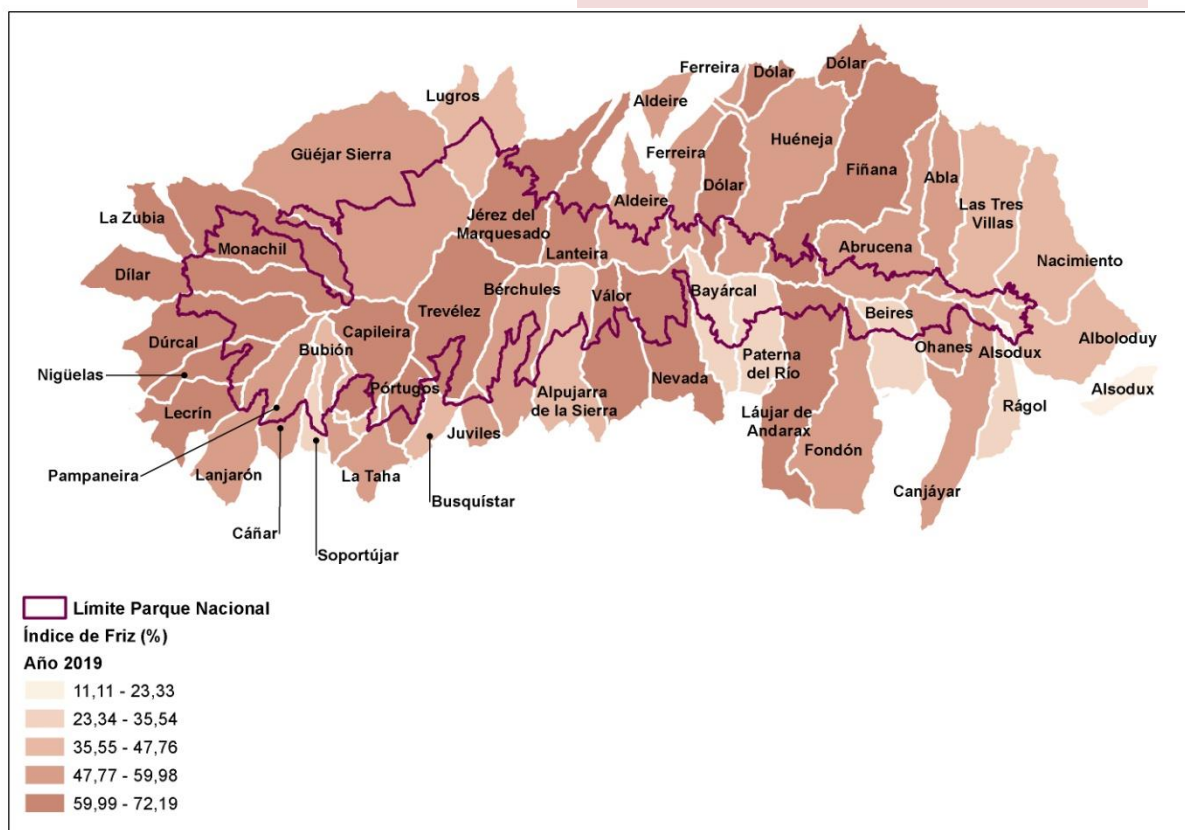 Ferreira
Dólar
Dólar
Lugros
Aldeire
Huéneja
Güéjar Sierra
Ferreira
Fiñana
Abla
Dólar
Las Tres
Villas
La Zubia
Jérez del
Marquesado
Aldeire
Monachil
Lanteira
Abrucena
Nacimiento
Dílar
Bérchules
Válor
Bayárcal
Trevélez
Capileira
Beires
Dúrcal
Bubión
Ohanes
Alsodux
Alboloduy
Nigüelas
Pórtugos
Nevada
Paterna
del Río
Alsodux
Lecrín
Alpujarra
de la Sierra
Rágol
Juviles
Láujar de
Andarax
Fondón
Pampaneira
Lanjarón
La Taha
Canjáyar
Busquístar
Cáñar
Soportújar
Límite Parque Nacional
Índice de Friz (%)
Año 2019
11,11 - 23,33
23,34 - 35,54
35,55 - 47,76
47,77 - 59,98
59,99 - 72,19